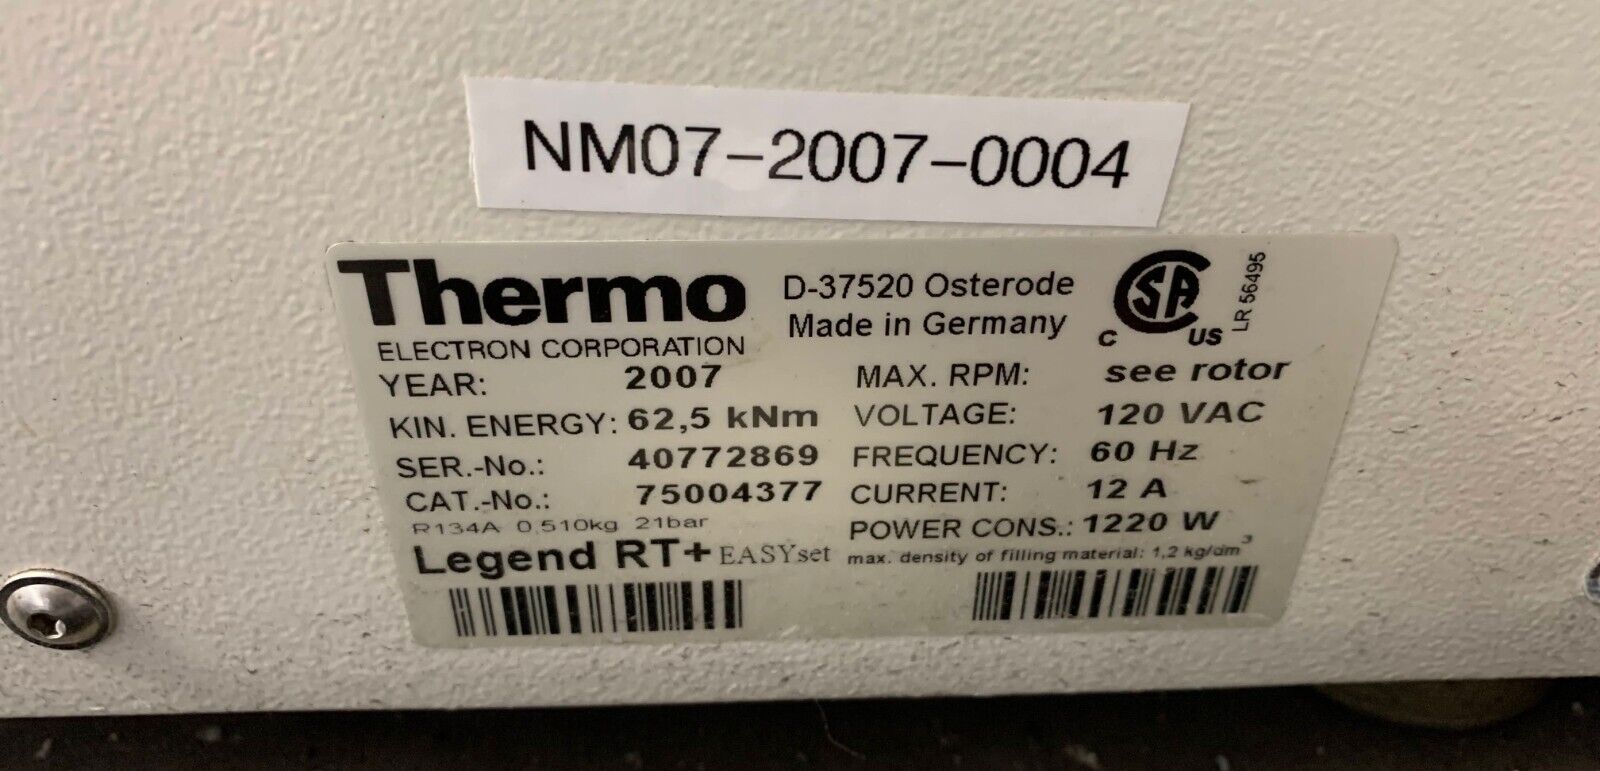 NM07-2007-0004
Thermo
ELECTRON CORPORATION
D-37520 Osterode
Made in Germany
CSA
C US
LR 56495
YEAR: 2007
KIN. ENERGY: 62,5 kNm
SER.-No.: 40772869
CAT.-No.: 75004377
R134A 0,510kg 21bar
Legend RT+ EASYset
MAX. RPM: see rotor
VOLTAGE: 120 VAC
FREQUENCY: 60 Hz
CURRENT: 12 A
POWER CONS.: 1220 W
max. density of filling material: 1,2 kg/dm³